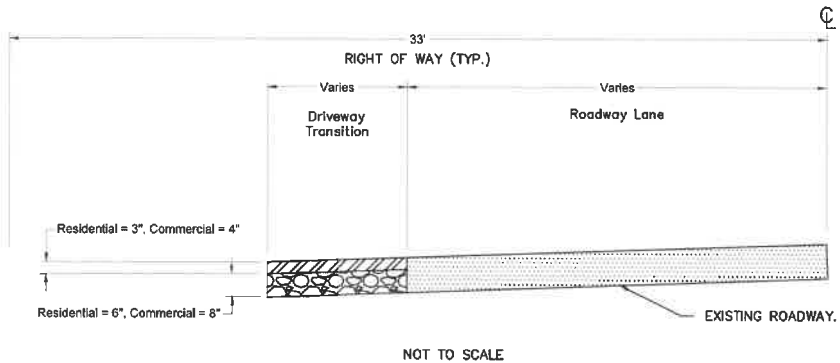 ℄
33'
RIGHT OF WAY (TYP.)
Varies
Varies
Driveway
Transition
Roadway Lane
Residential = 3", Commercial = 4"
Residential = 6", Commercial = 8"
EXISTING ROADWAY.
NOT TO SCALE